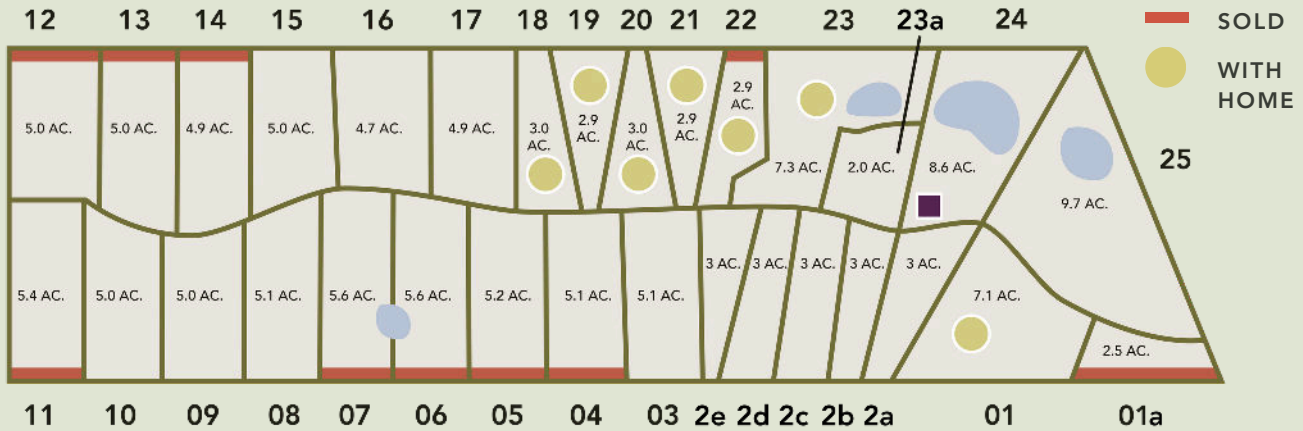 12 13 14 15 16 17 18 19 20 21 22 23 23a 24
SOLD
WITH
HOME
5.0 AC. 5.0 AC. 4.9 AC. 5.0 AC. 4.7 AC. 4.9 AC.
3.0
AC.
2.9
AC.
3.0
AC.
2.9
AC.
2.9
AC.
7.3 AC. 2.0 AC. 8.6 AC.
25
9.7 AC.
5.4 AC. 5.0 AC. 5.0 AC. 5.1 AC. 5.6 AC. 5.6 AC. 5.2 AC. 5.1 AC. 5.1 AC.
3 AC. 3 AC. 3 AC. 3 AC. 3 AC.
7.1 AC.
2.5 AC.
11 10 09 08 07 06 05 04 03 2e 2d 2c 2b 2a 01 01a